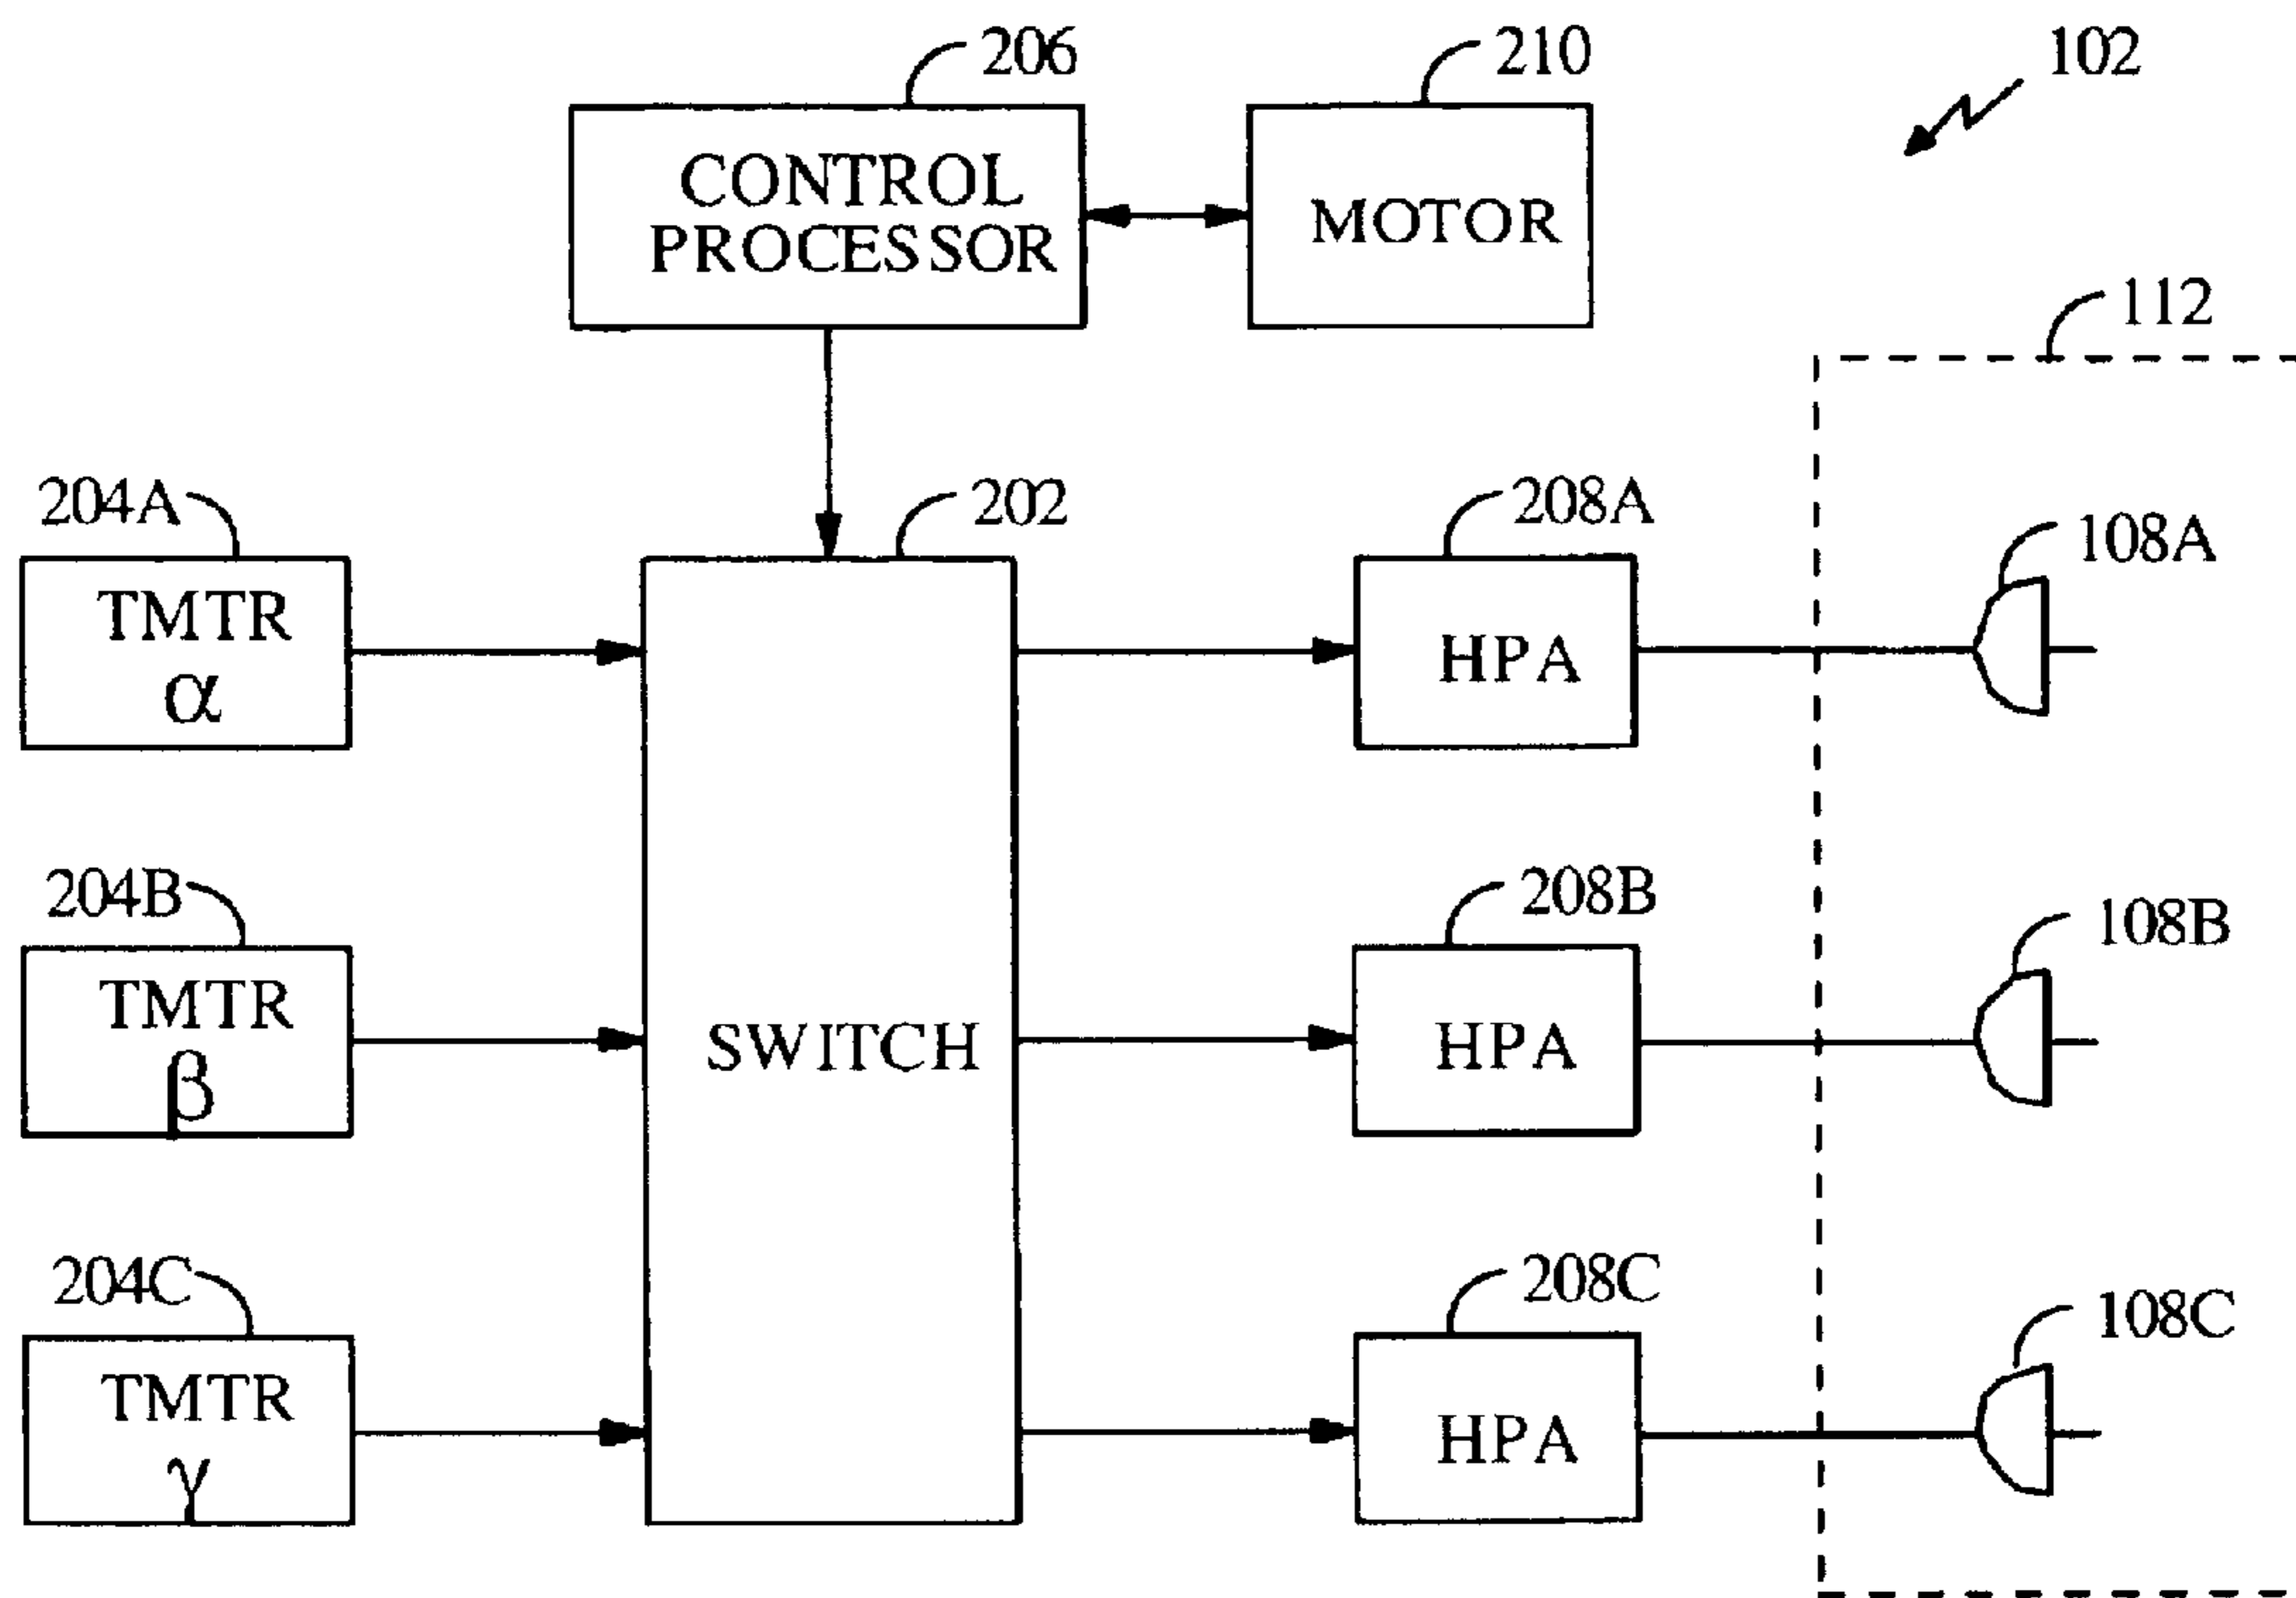 206
210
102
CONTROL
PROCESSOR
MOTOR
112
204A
202
208A
108A
TMTR
α
HPA
204B
208B
108B
TMTR
β
SWITCH
HPA
204C
208C
108C
TMTR
γ
HPA